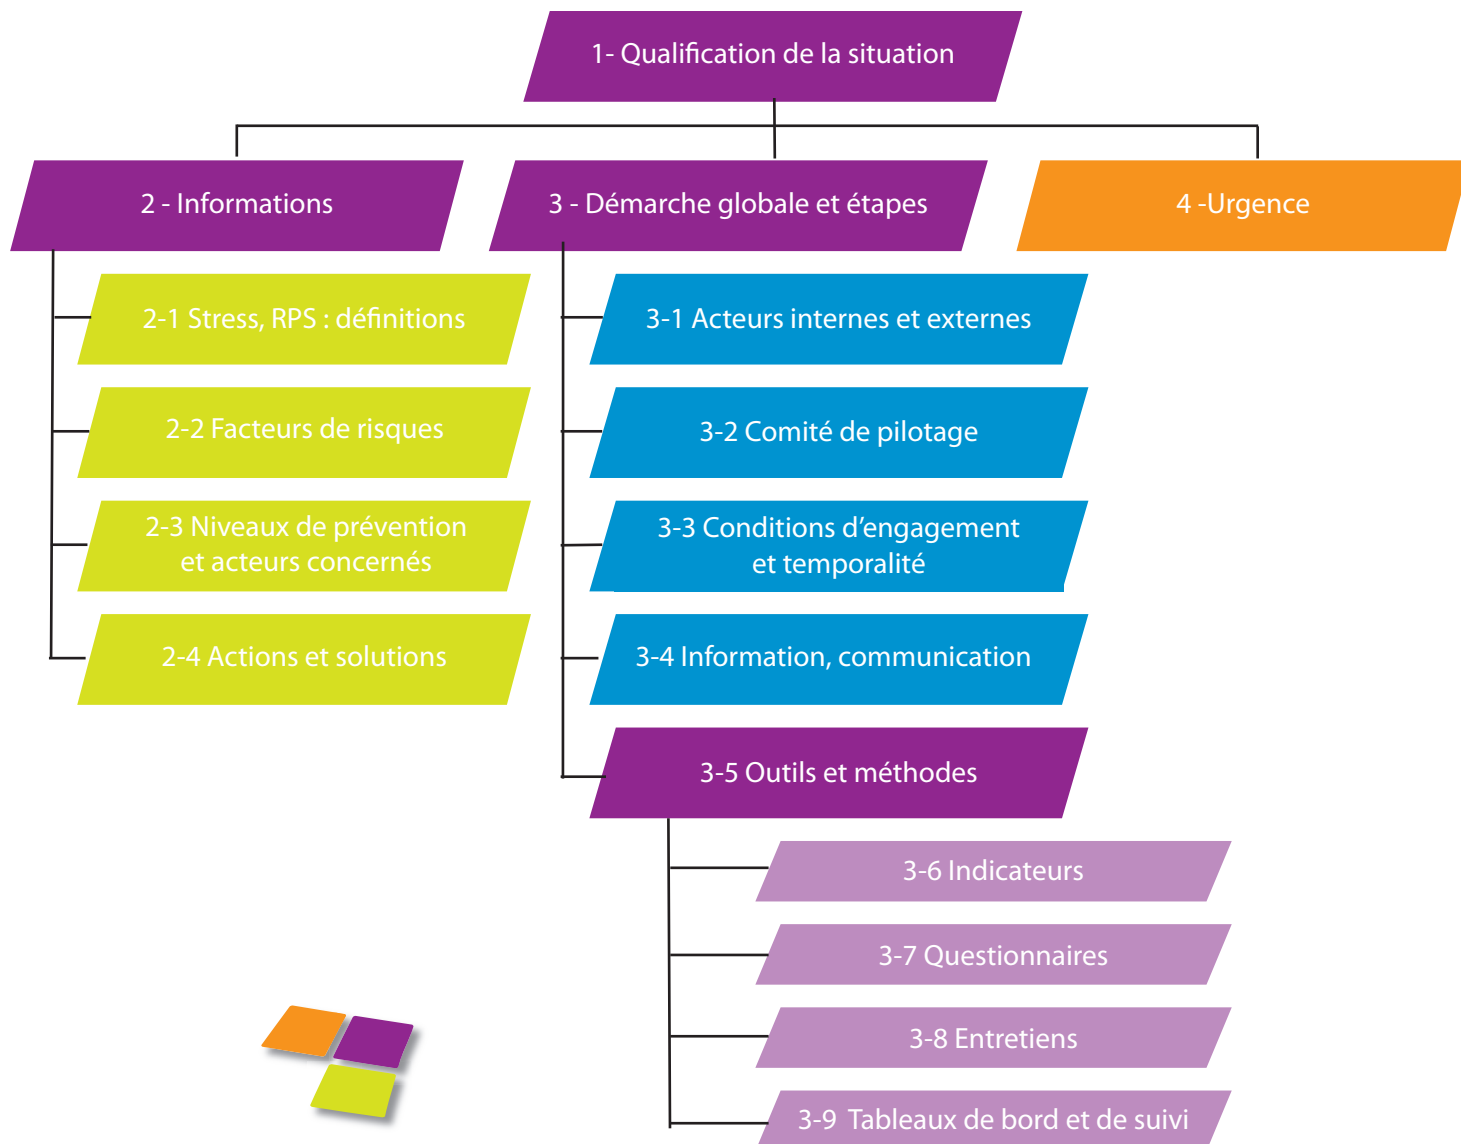 1- Qualification de la situation
2 - Informations
3 - Démarche globale et étapes
4 -Urgence
2-1 Stress, RPS : définitions
2-2 Facteurs de risques
2-3 Niveaux de prévention
et acteurs concernés
2-4 Actions et solutions
3-1 Acteurs internes et externes
3-2 Comité de pilotage
3-3 Conditions d’engagement
et temporalité
3-4 Information, communication
3-5 Outils et méthodes
3-6 Indicateurs
3-7 Questionnaires
3-8 Entretiens
3-9 Tableaux de bord et de suivi